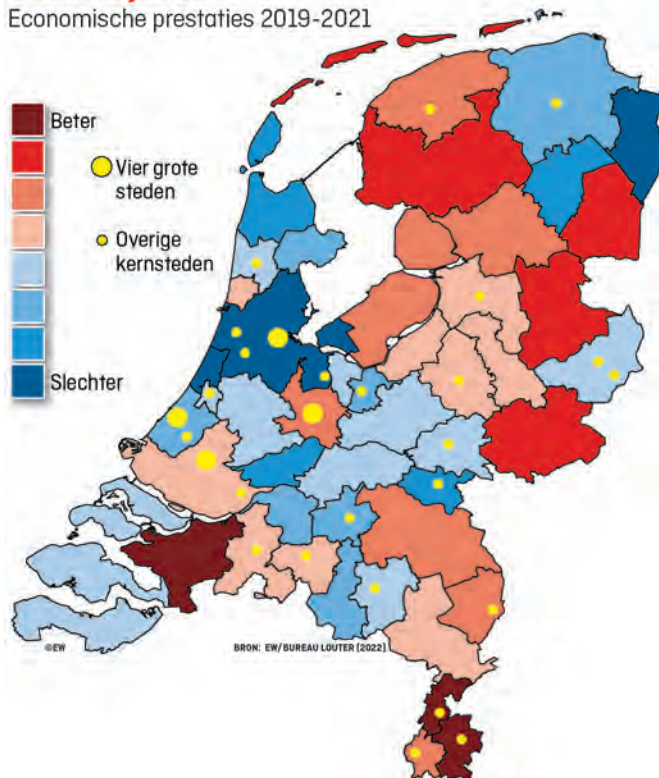 Economische prestaties 2019-2021
Beter
Vier grote
steden
Overige
kernsteden
Slechter
©EW
BRON: EW/BUREAU LOUTER (2022)